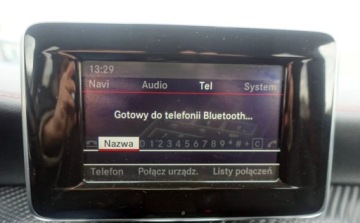 13:29
Navi Audio Tel System
Gotowy do telefonii Bluetooth...
Nazwa 0 1 2 3 4 5 6 7 8 9 * # + C
Telefon Połącz urządz. Listy połączeń